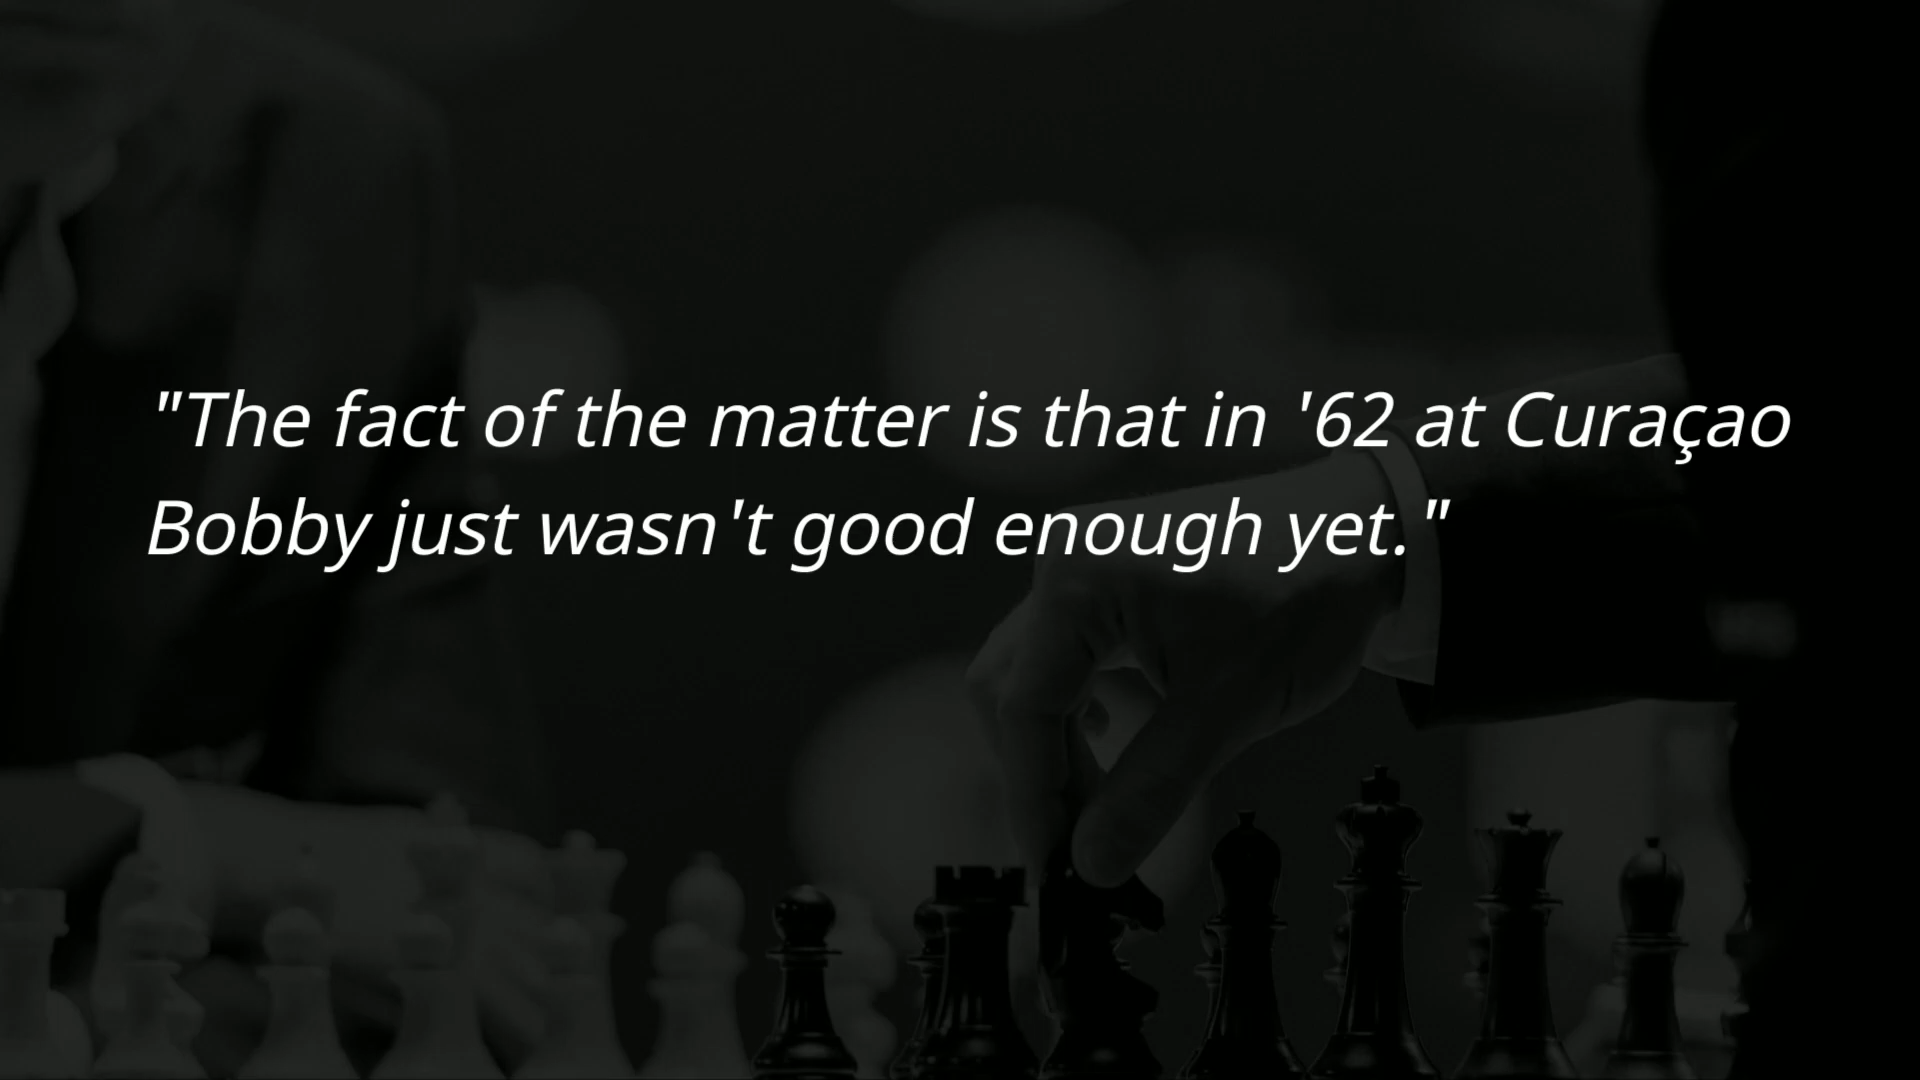 "The fact of the matter is that in '62 at Curaçao
Bobby just wasn't good enough yet."